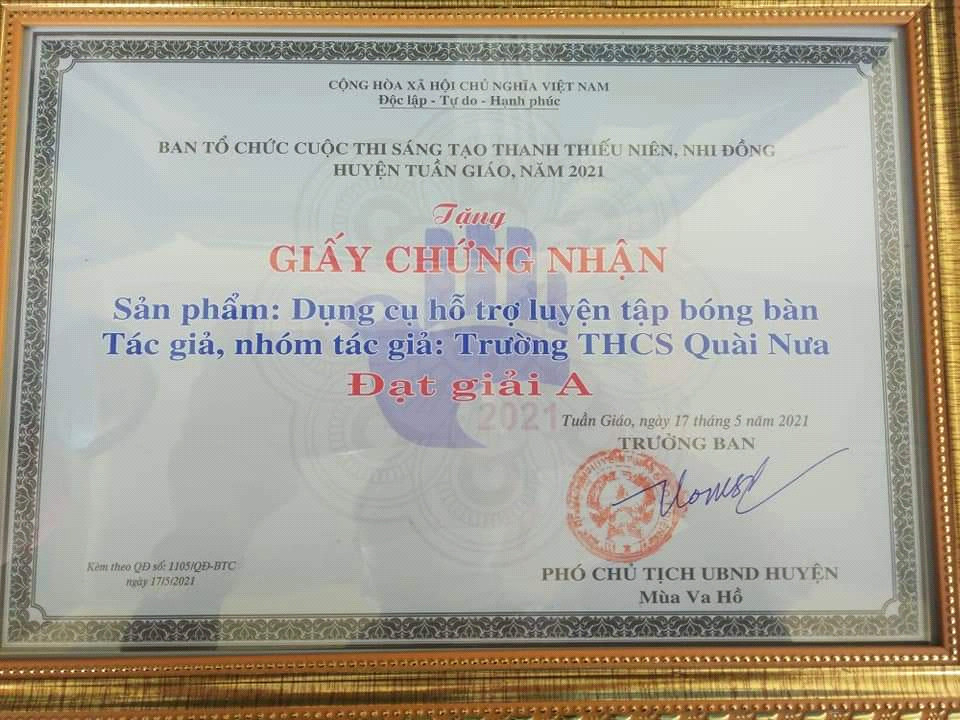 CỘNG HÒA XÃ HỘI CHỦ NGHĨA VIỆT NAM
Độc lập - Tự do - Hạnh phúc
BAN TỔ CHỨC CUỘC THI SÁNG TẠO THANH THIẾU NIÊN, NHI ĐỒNG
HUYỆN TUẦN GIÁO, NĂM 2021
Tặng
GIẤY CHỨNG NHẬN
Sản phẩm: Dụng cụ hỗ trợ luyện tập bóng bàn
Tác giả, nhóm tác giả: Trường THCS Quài Nưa
Đạt giải A
2021
Tuần Giáo, ngày 17 tháng 5 năm 2021
TRƯỞNG BAN
Kèm theo QĐ số: 1105/QĐ-BTC
ngày 17/5/2021
PHÓ CHỦ TỊCH UBND HUYỆN
Mùa Va Hồ